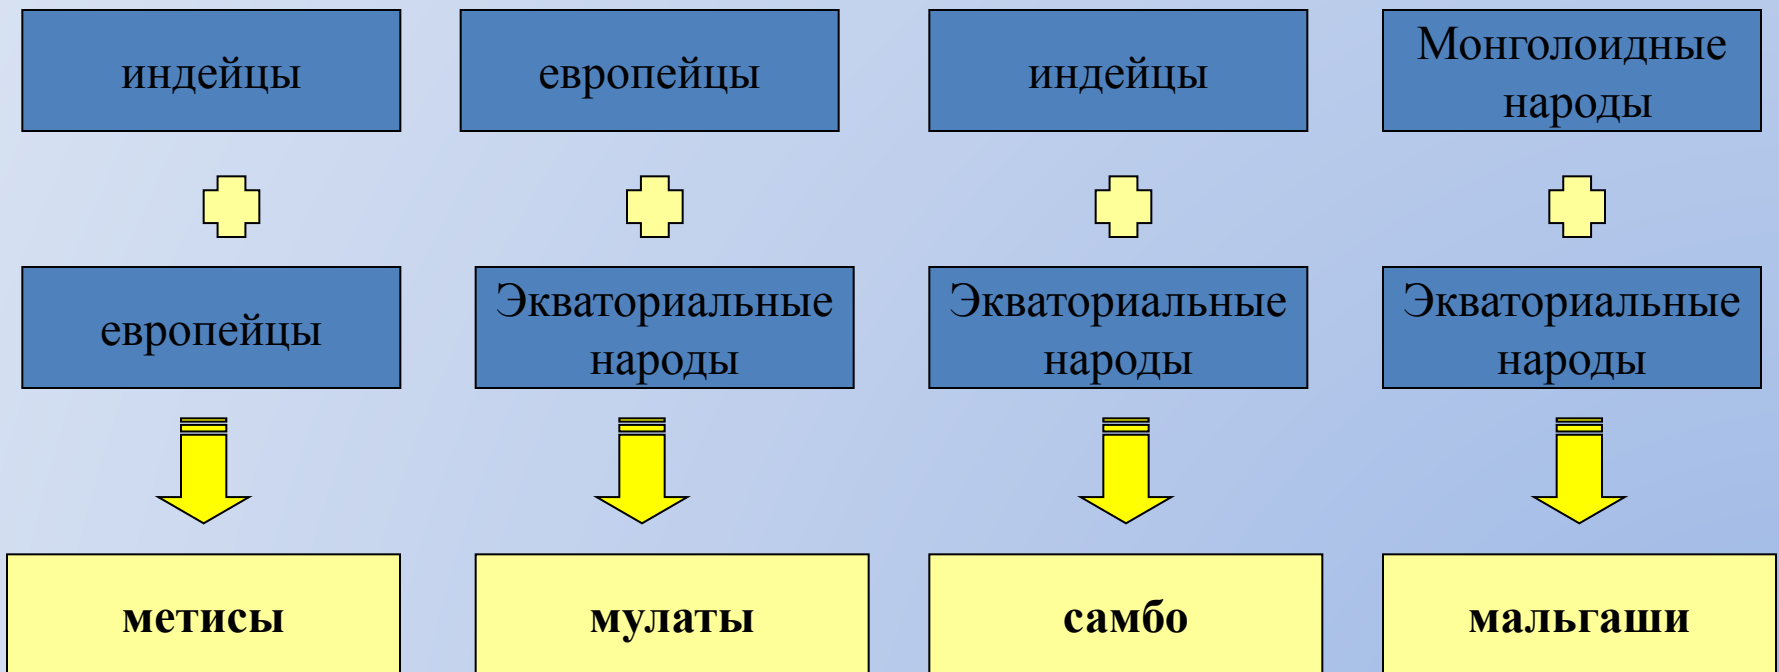 индейцы
европейцы
индейцы
Монголоидные
народы
европейцы
Экваториальные
народы
Экваториальные
народы
Экваториальные
народы
метисы
мулаты
самбо
мальгаши